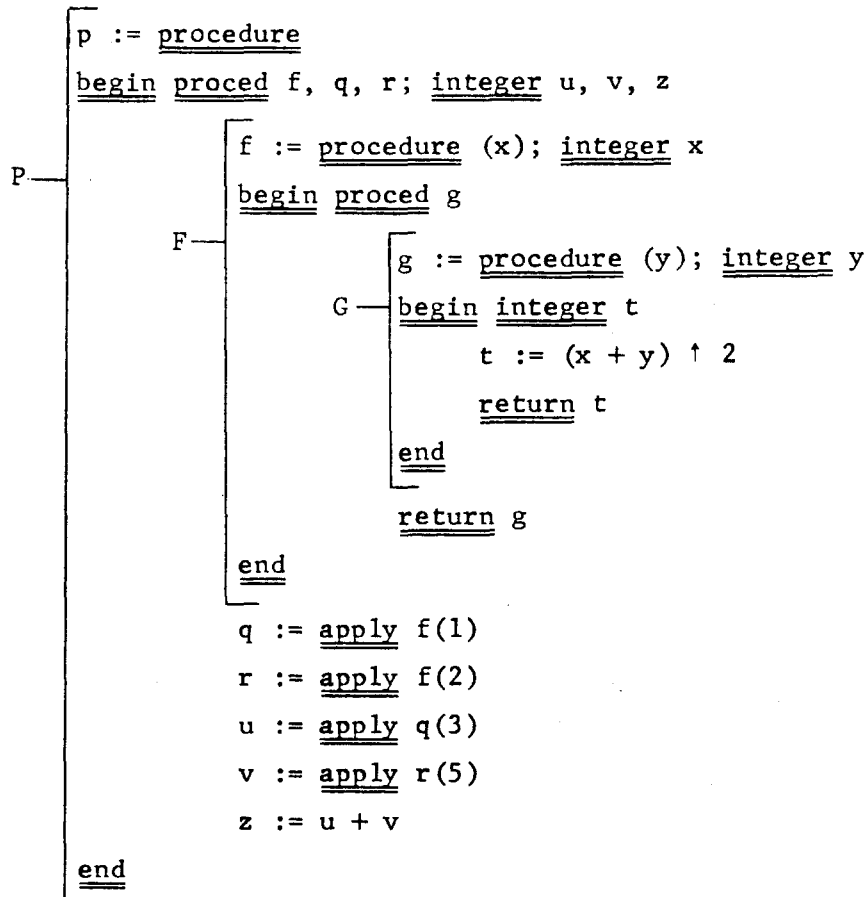 p := procedure
begin proced f, q, r; integer u, v, z
f := procedure (x); integer x
P
begin proced g
F
g := procedure (y); integer y
G
begin integer t
t := (x + y) ↑ 2
return t
end
return g
end
q := apply f(1)
r := apply f(2)
u := apply q(3)
v := apply r(5)
z := u + v
end